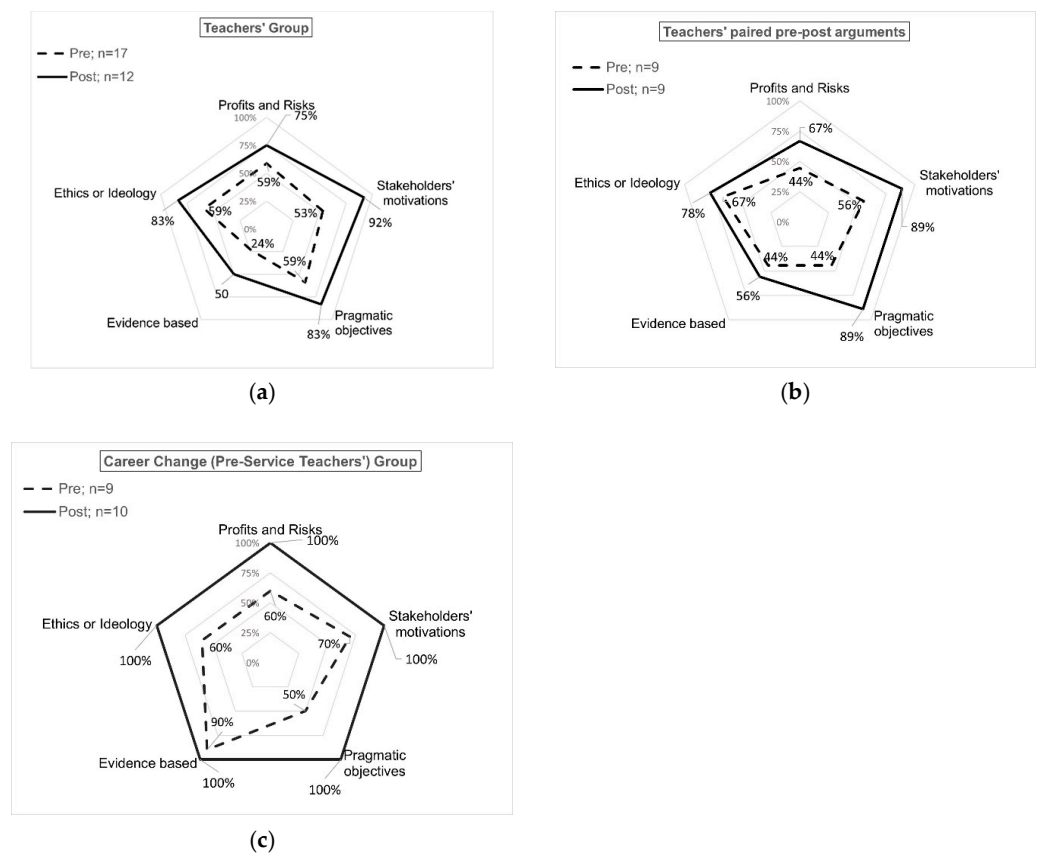 Teachers' Group
Pre; n=17
Post; n=12
Profits and Risks
100%
75%
75%
50%
59%
25%
0%
Ethics or Ideology
59%
83%
Stakeholders'
motivations
53%
92%
24%
59%
50
Evidence based
Pragmatic
objectives
83%
(a)
Teachers' paired pre-post arguments
Pre; n=9
Post; n=9
Profits and Risks
100%
75%
67%
50%
44%
25%
0%
Ethics or Ideology
67%
78%
Stakeholders'
motivations
56%
89%
44%
44%
56%
Evidence based
Pragmatic
objectives
89%
(b)
Career Change (Pre-Service Teachers') Group
Pre; n=9
Post; n=10
Profits and Risks
100%
100%
75%
50%
60%
25%
0%
Ethics or Ideology
60%
100%
Stakeholders'
motivations
70%
100%
50%
90%
Evidence based
100%
Pragmatic
objectives
100%
(c)